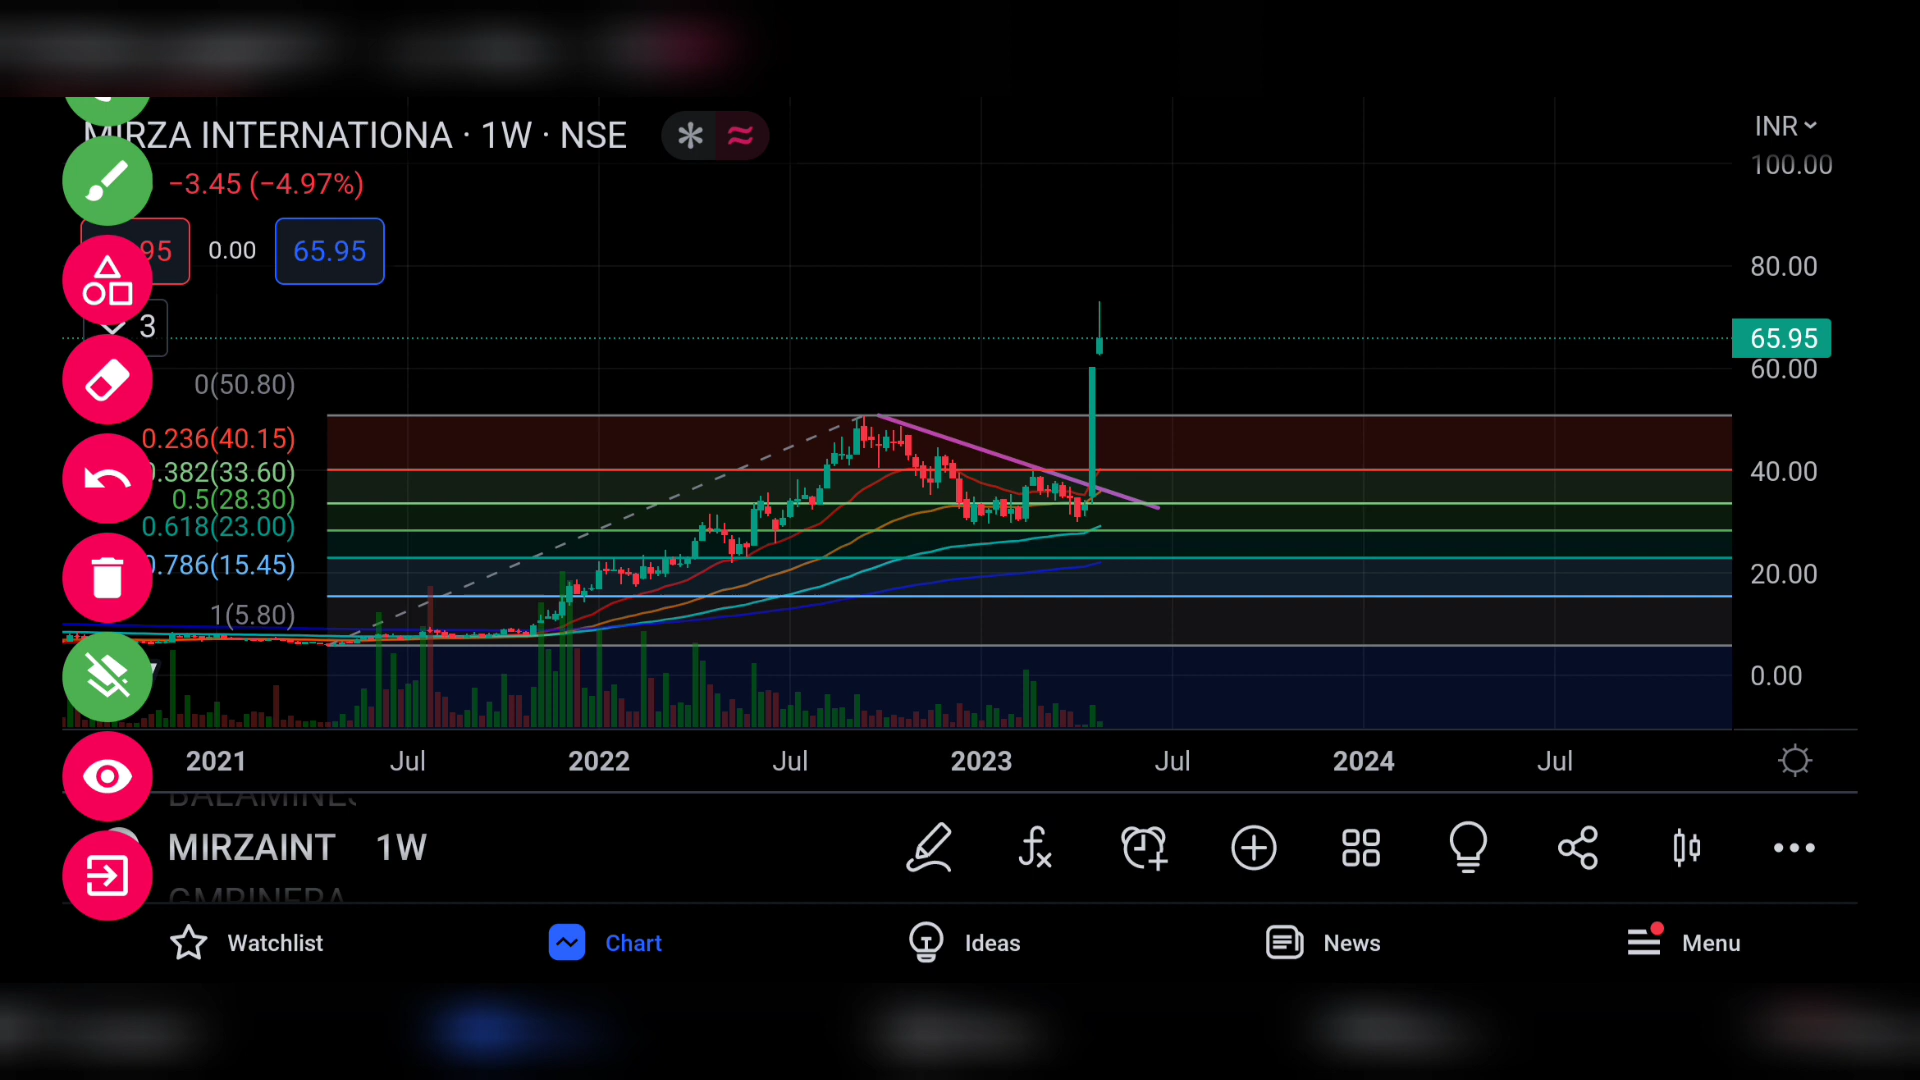 MIRZA INTERNATIONA · 1W · NSE
INR
100.00
−3.45 (−4.97%)
95
0.00
65.95
80.00
3
65.95
60.00
0(50.80)
0.236(40.15)
0.382(33.60)
0.5(28.30)
0.618(23.00)
0.786(15.45)
1(5.80)
40.00
20.00
0.00
2021
Jul
2022
Jul
2023
Jul
2024
Jul
MIRZAINT 1W
Watchlist
Chart
Ideas
News
Menu